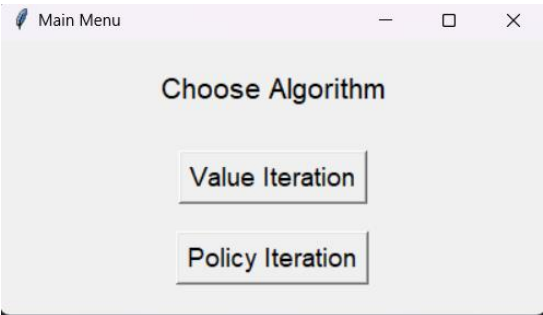 Main Menu
Choose Algorithm
Value Iteration
Policy Iteration